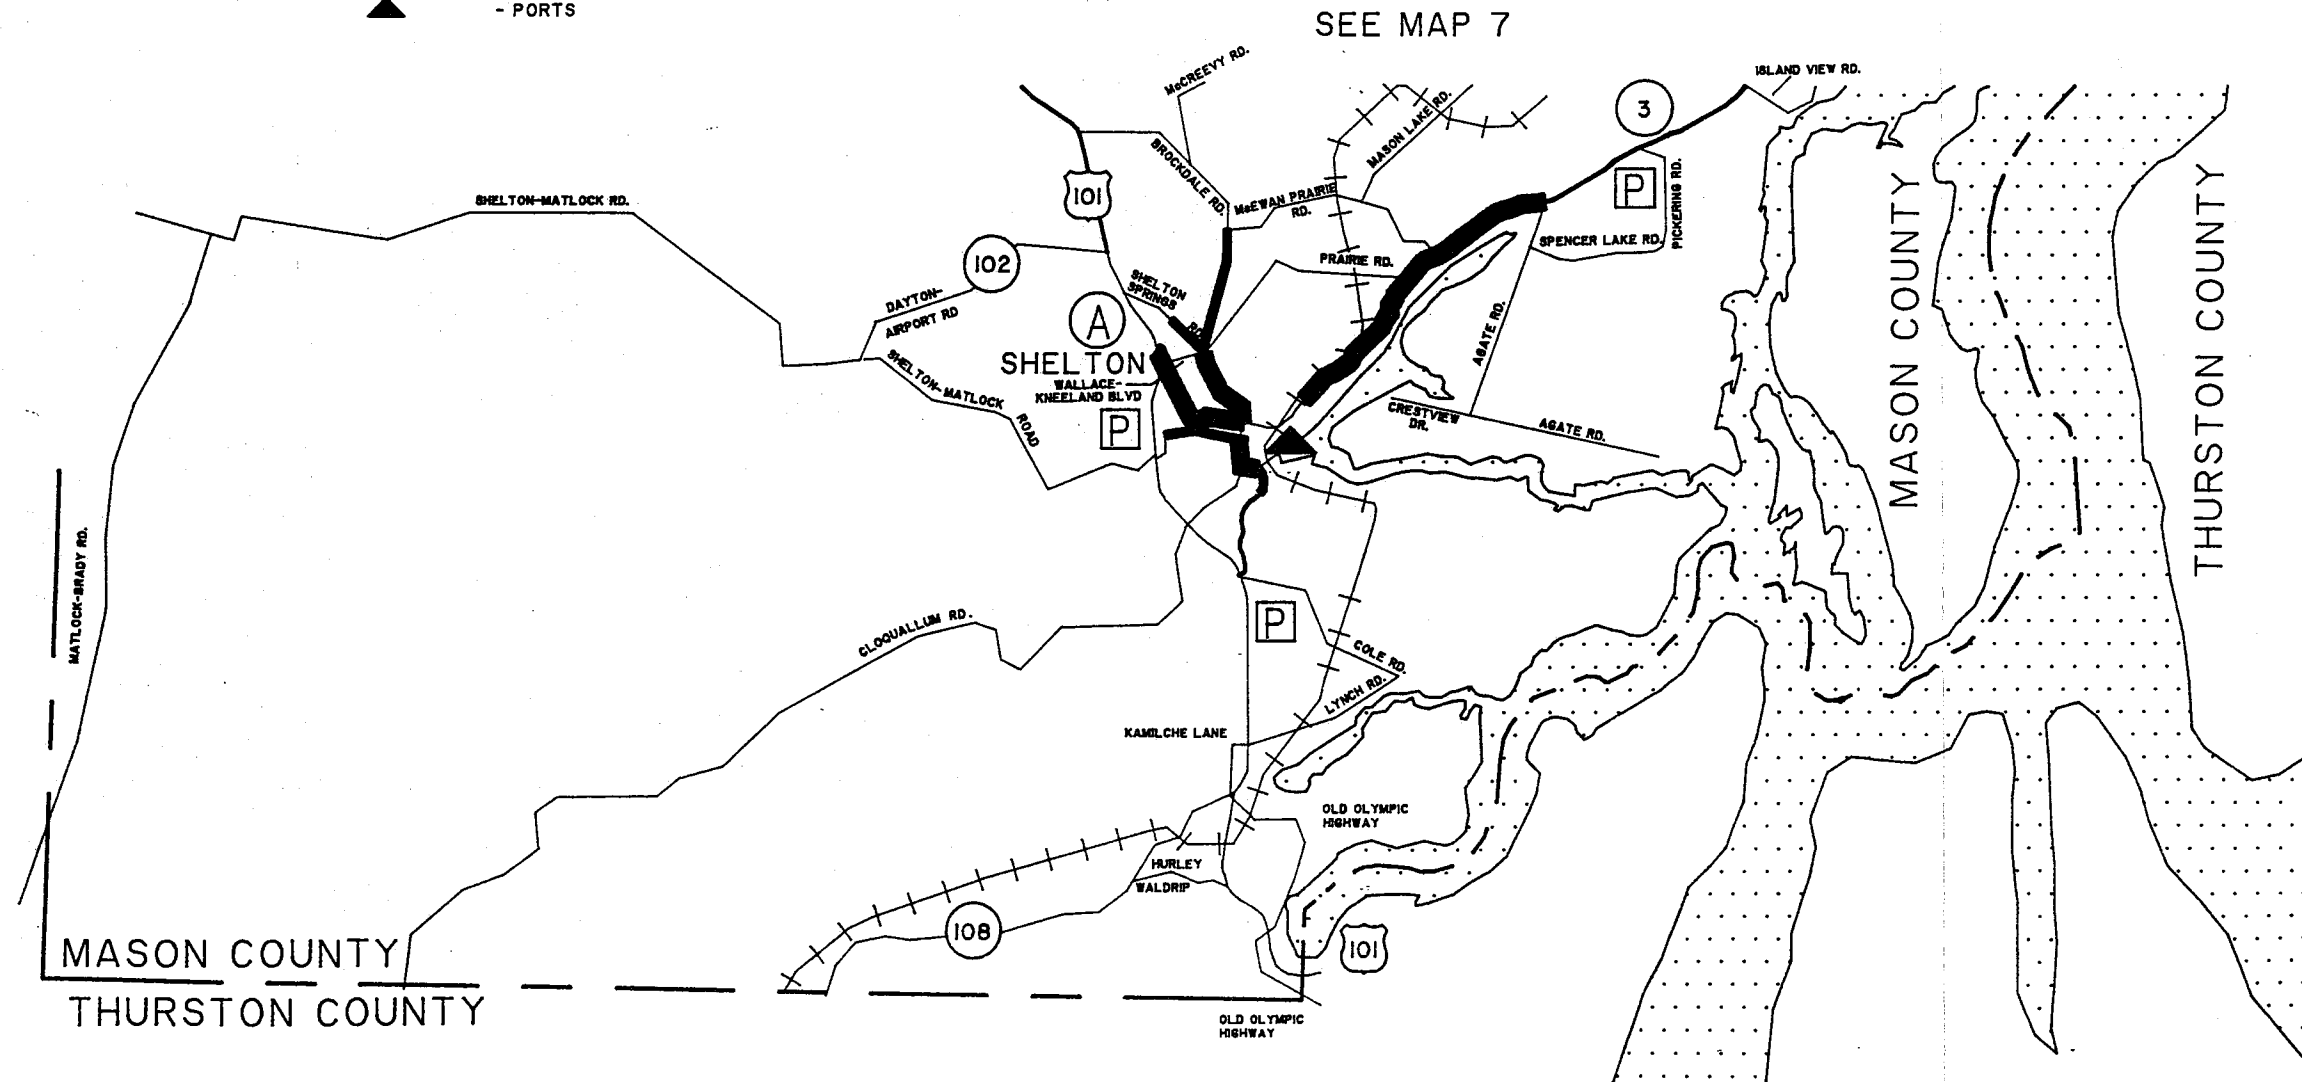 - PORTS
SEE MAP 7
McCREEVY RD.
ISLAND VIEW RD.
3
MASON LAKE RD.
BROCKDALE RD.
101
P
PICKERING RD.
SHELTON-MATLOCK RD.
McEWAN PRAIRIE
RD.
SPENCER LAKE RD.
102
PRAIRIE RD.
SHELTON
SPRINGS
RD.
DAYTON-
AIRPORT RD
A
AGATE RD.
SHELTON
SHELTON-MATLOCK
ROAD
WALLACE-
KNEELAND BLVD
P
CRESTVIEW
DR.
AGATE RD.
MASON COUNTY
THURSTON COUNTY
MATLOCK-BRADY RD.
CLOQUALLUM RD.
P
COLE RD.
LYNCH RD.
KAMILCHE LANE
OLD OLYMPIC
HIGHWAY
HURLEY
WALDRIP
108
101
MASON COUNTY
THURSTON COUNTY
OLD OLYMPIC
HIGHWAY